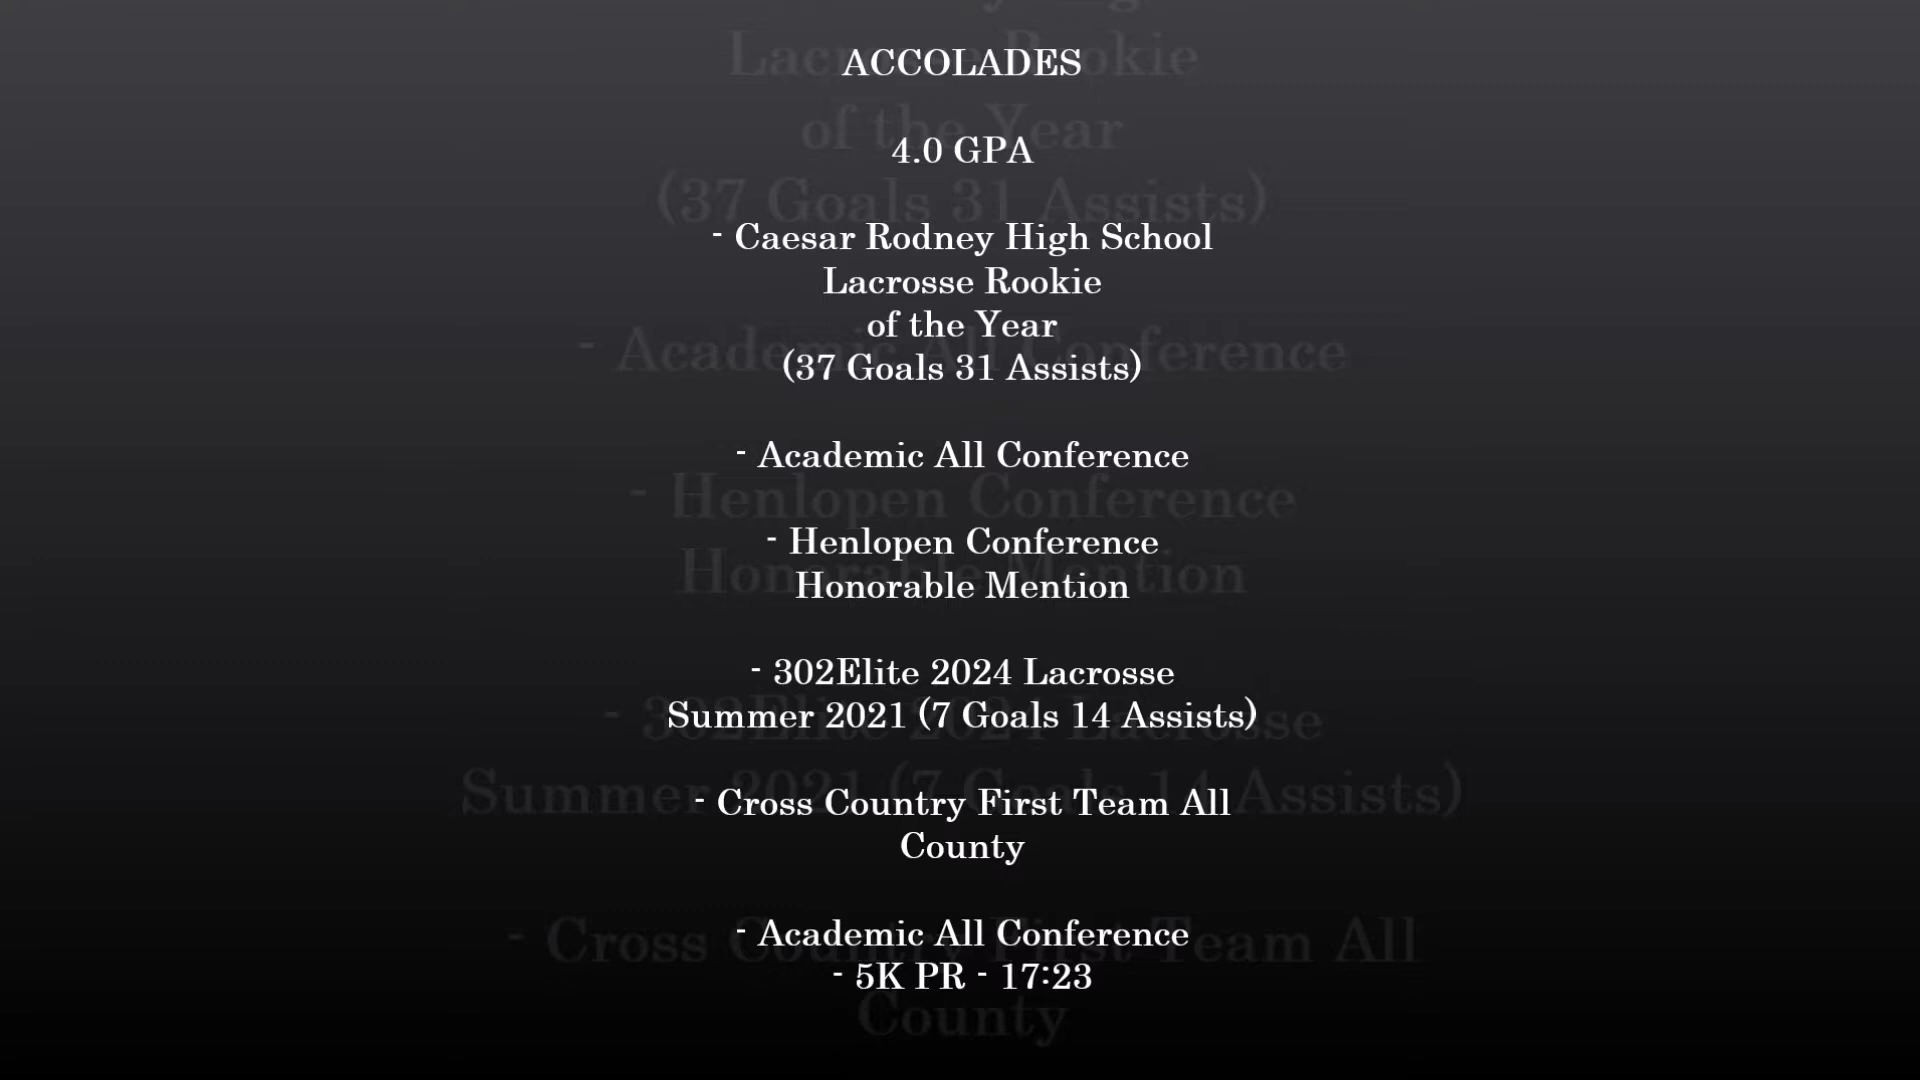 ACCOLADES
4.0 GPA
- Caesar Rodney High School
Lacrosse Rookie
of the Year
(37 Goals 31 Assists)
- Academic All Conference
- Henlopen Conference
Honorable Mention
- 302Elite 2024 Lacrosse
Summer 2021 (7 Goals 14 Assists)
- Cross Country First Team All
County
- Academic All Conference
- 5K PR - 17:23